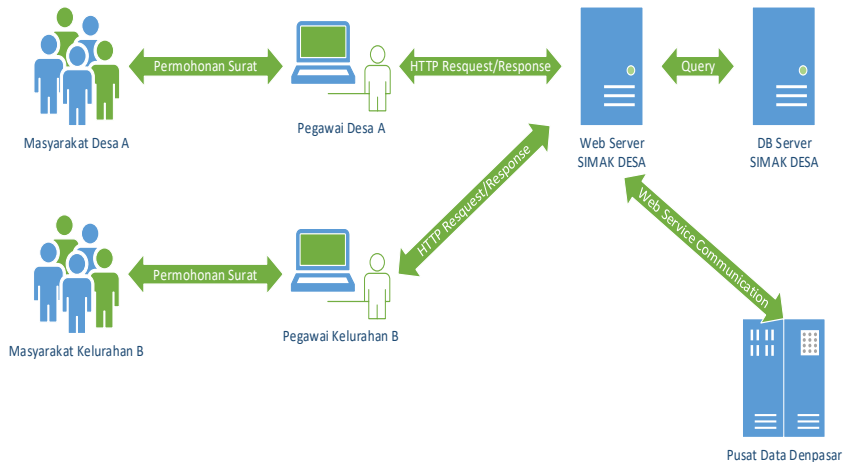 Permohonan Surat
HTTP Resquest/Response
Query
Masyarakat Desa A
Pegawai Desa A
Web Server
SIMAK DESA
DB Server
SIMAK DESA
HTTP Resquest/Response
Web Service Communication
Permohonan Surat
Masyarakat Kelurahan B
Pegawai Kelurahan B
Pusat Data Denpasar